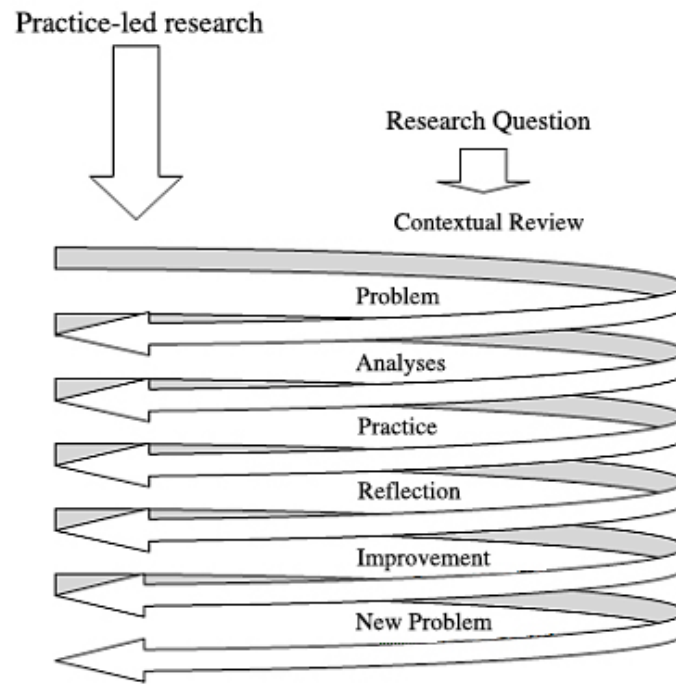 Practice-led research
Research Question
Contextual Review
Problem
Analyses
Practice
Reflection
Improvement
New Problem